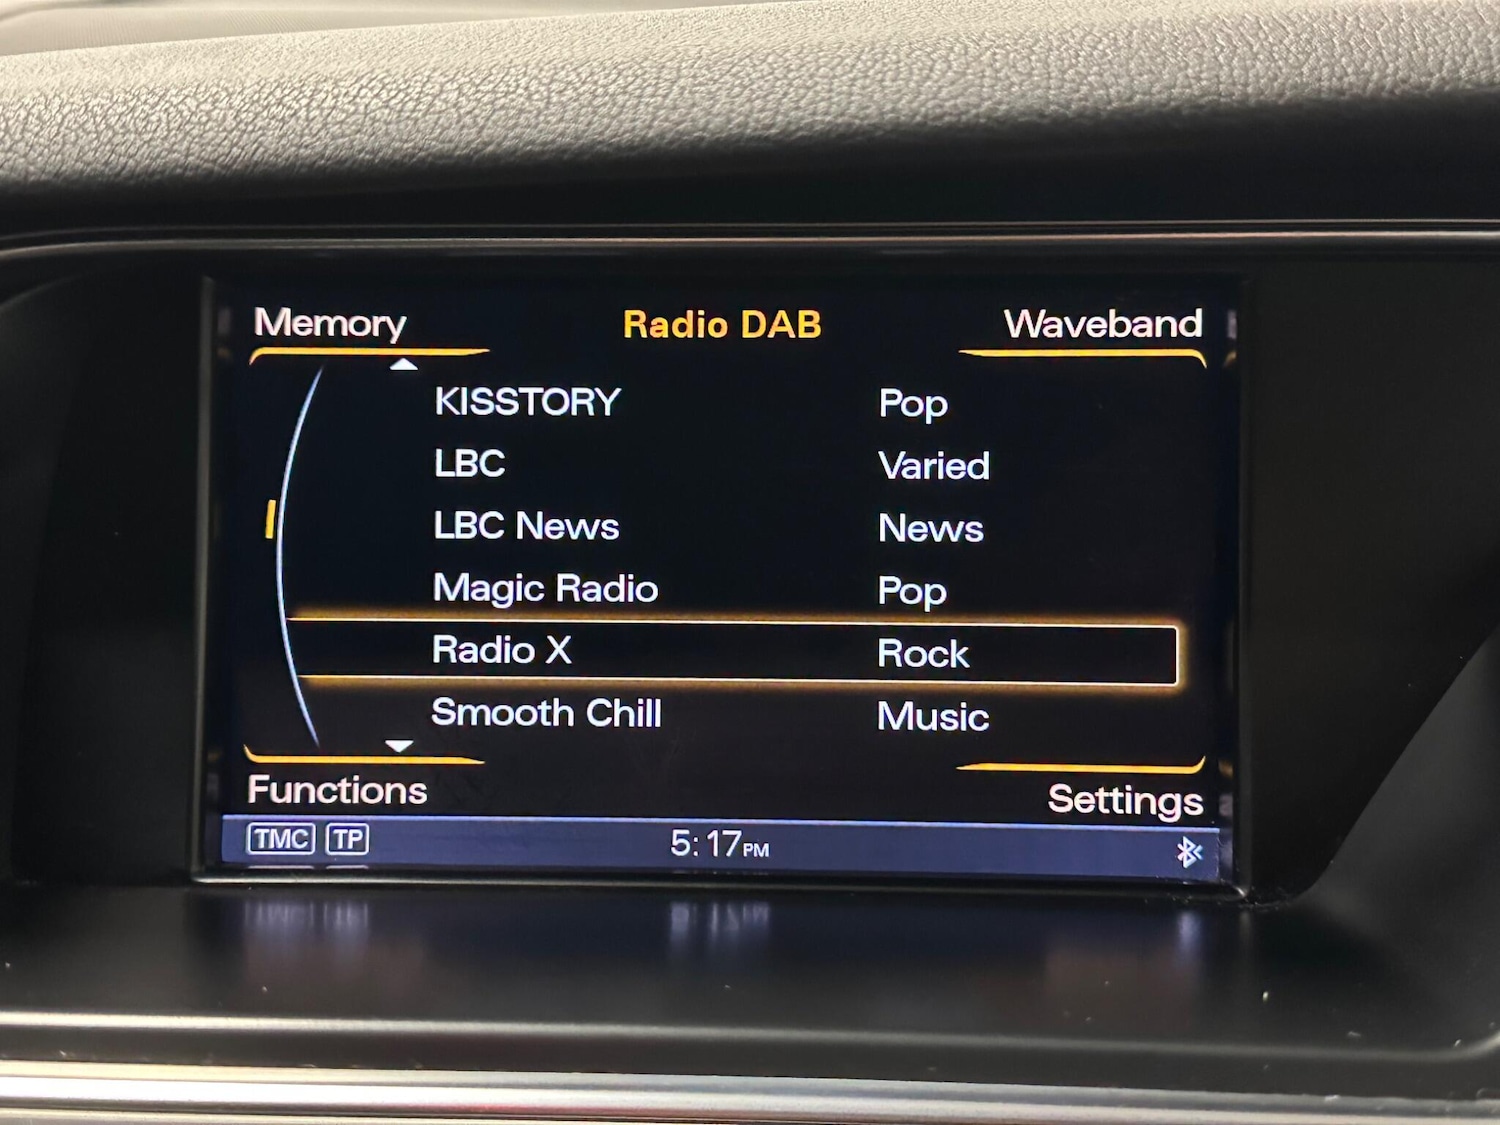 Memory Radio DAB Waveband
KISSTORY Pop
LBC Varied
LBC News News
Magic Radio Pop
Radio X Rock
Smooth Chill Music
Functions Settings
TMC TP 5:17PM